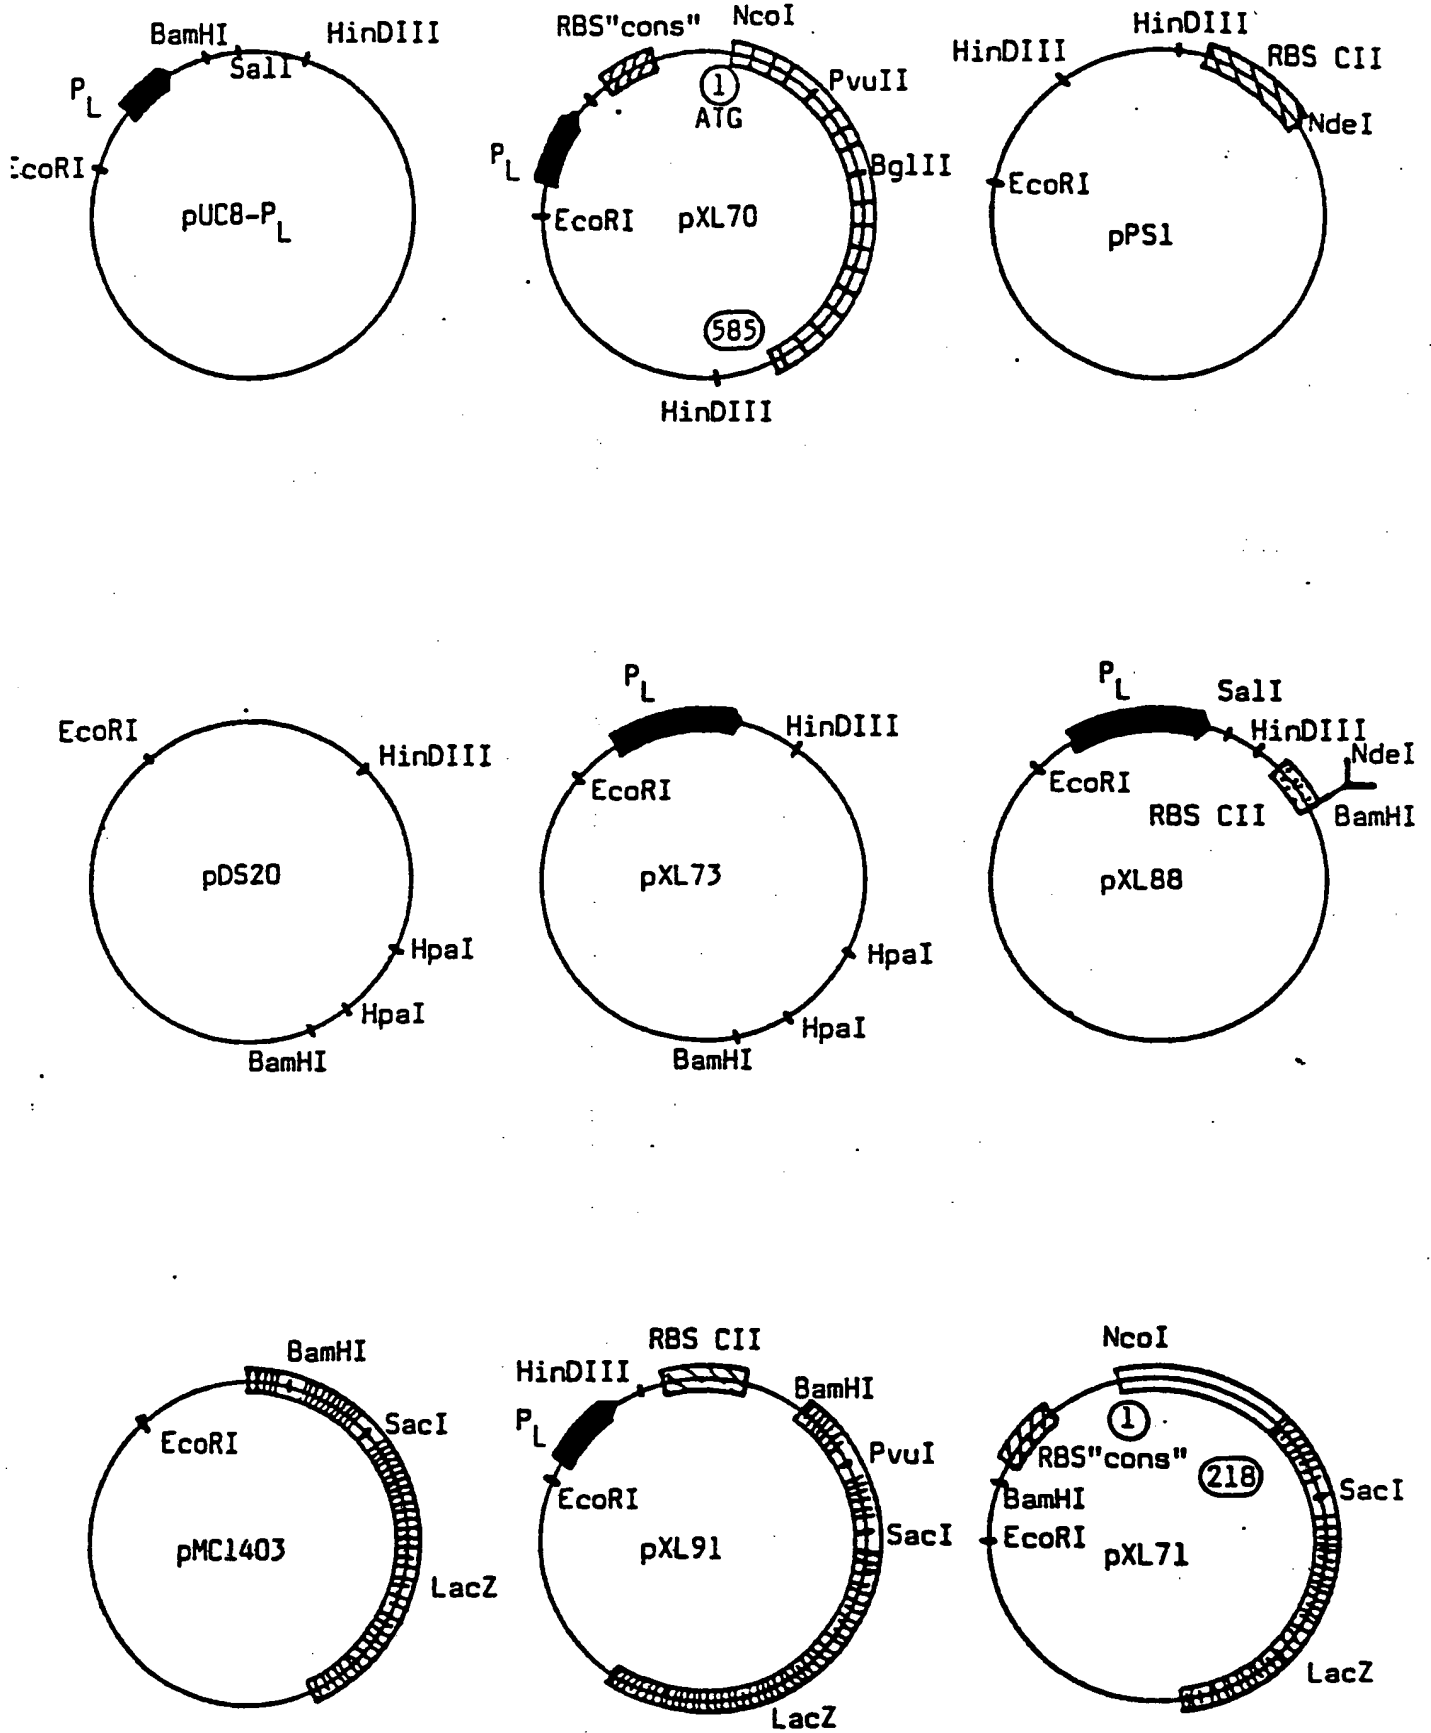 BamHI
HinDIII
SalI
P
L
EcoRI
pUC8-P
L
RBS"cons"
NcoI
1
ATG
PvuII
P
L
BglII
EcoRI
pXL70
585
HinDIII
HinDIII
HinDIII
RBS CII
NdeI
EcoRI
pPS1
EcoRI
HinDIII
pDS20
HpaI
HpaI
BamHI
P
L
HinDIII
EcoRI
pXL73
HpaI
HpaI
BamHI
P
L
SalI
HinDIII
NdeI
EcoRI
RBS CII
BamHI
pXL88
BamHI
SacI
EcoRI
pMC1403
LacZ
RBS CII
HinDIII
BamHI
P
L
PvuI
EcoRI
SacI
pXL91
LacZ
NcoI
1
RBS"cons"
218
BamHI
SacI
EcoRI
pXL71
LacZ